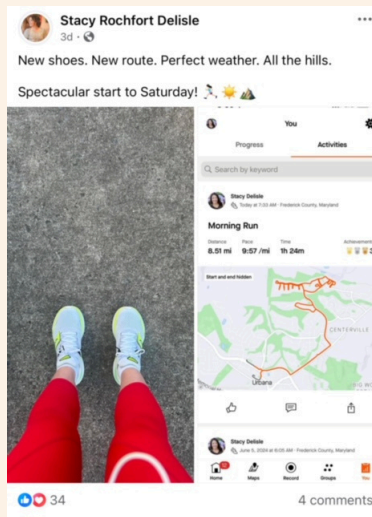 Stacy Rochfort Delisle
3d
New shoes. New route. Perfect weather. All the hills.
Spectacular start to Saturday!
You
Progress Activities
Search by keyword
Stacy Delisle
Today at 7:33 AM · Frederick County, Maryland
Morning Run
Distance Pace Time Achievements
8.51 mi 9:57 /mi 1h 24m
Start and end hidden
CENTERVILLE
Urbana
Stacy Delisle
June 5, 2024 at 6:05 AM · Frederick County, Maryland
Home Maps Record Groups You
34 4 comments